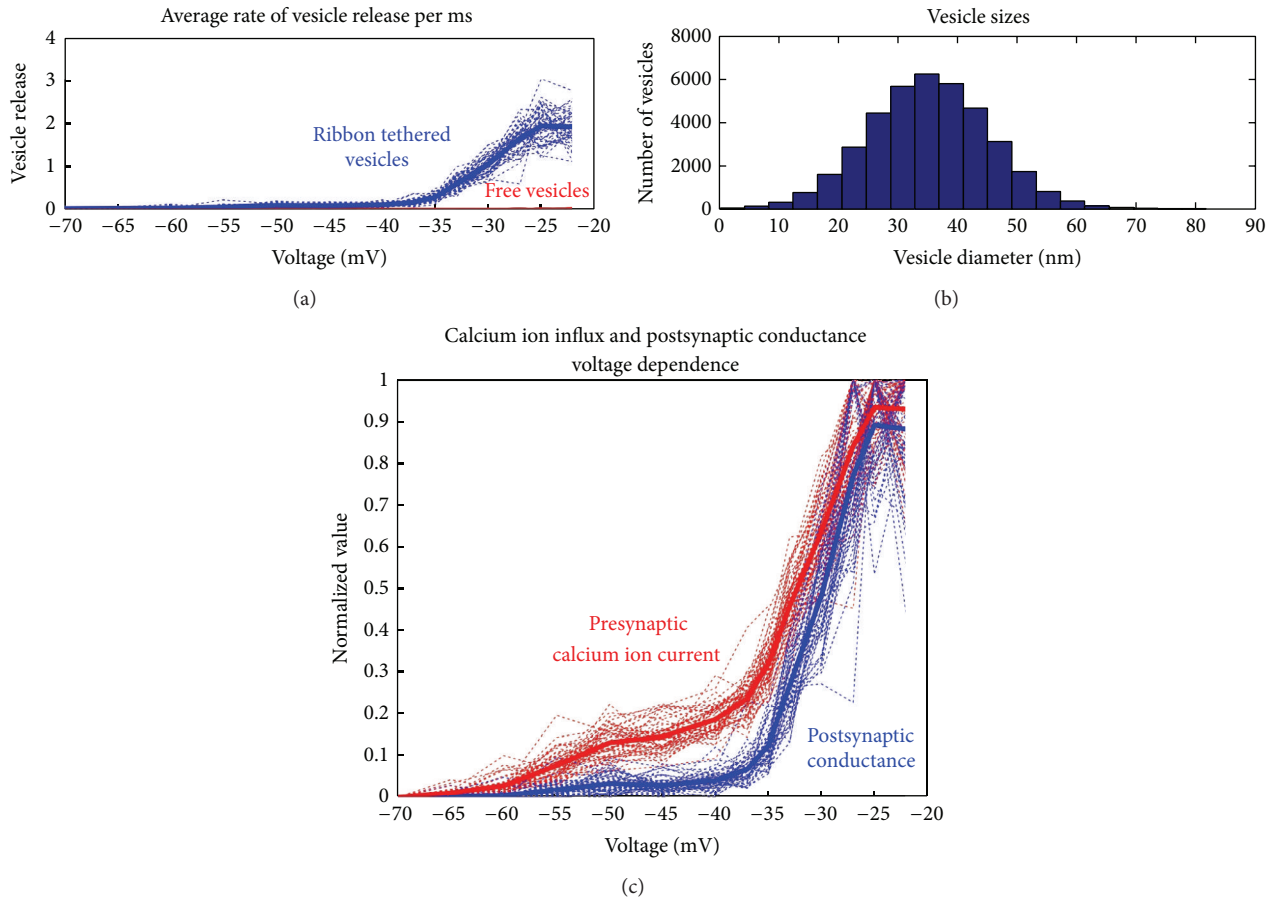 Average rate of vesicle release per ms
4
3
2
1
0
Vesicle release
Ribbon tethered
vesicles
Free vesicles
−70 −65 −60 −55 −50 −45 −40 −35 −30 −25 −20
Voltage (mV)
(a)
Vesicle sizes
8000
6000
4000
2000
0
Number of vesicles
0 10 20 30 40 50 60 70 80 90
Vesicle diameter (nm)
(b)
Calcium ion influx and postsynaptic conductance
voltage dependence
1
0.9
0.8
0.7
0.6
0.5
0.4
0.3
0.2
0.1
0
Normalized value
Presynaptic
calcium ion current
Postsynaptic
conductance
−70 −65 −60 −55 −50 −45 −40 −35 −30 −25 −20
Voltage (mV)
(c)